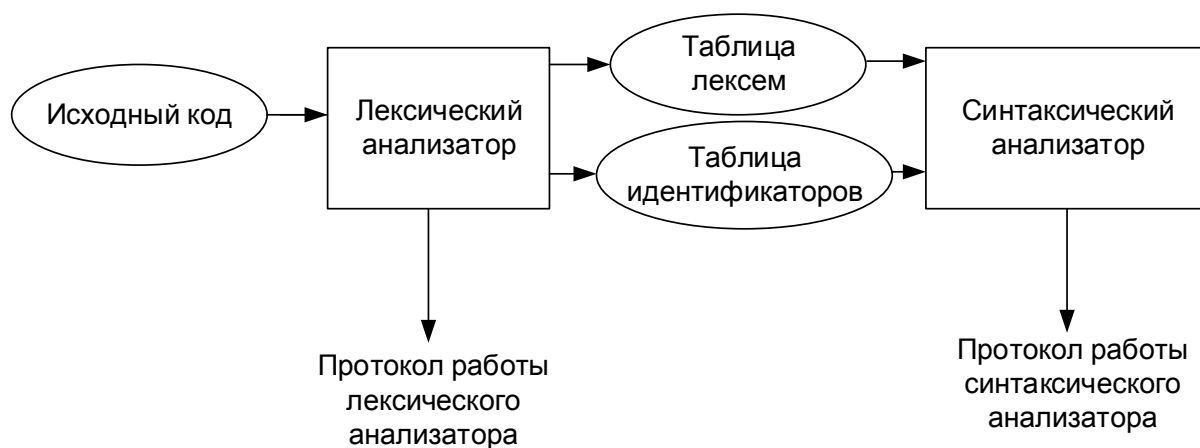 Исходный код
Лексический
анализатор
Таблица
лексем
Таблица
идентификаторов
Синтаксический
анализатор
Протокол работы
лексического
анализатора
Протокол работы
синтаксического
анализатора